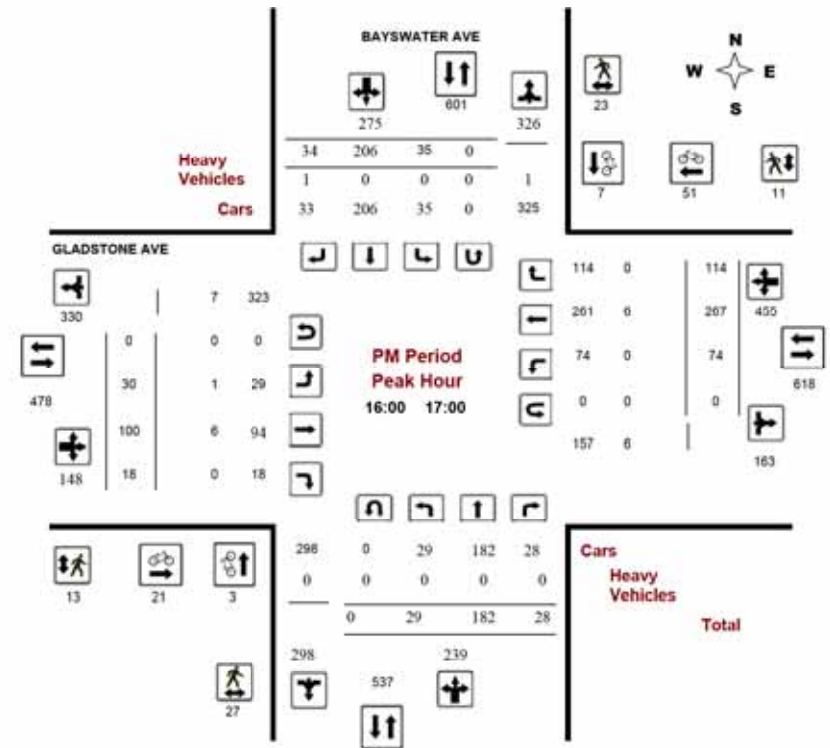 BAYSWATER AVE
N
W E
S
601
23
275 326
34 206 35 0
Heavy
Vehicles
1 0 0 0 1
7 51 11
Cars
33 206 35 0 325
GLADSTONE AVE
330
7 323
114 0 114
455
261 6 267
0 0 0
PM Period
Peak Hour
16:00 17:00
74 0 74
478
30 1 29
618
0 0 0
100 6 94
157 6
163
148
18 0 18
298 0 29 182 28
Cars
0 0 0 0 0
Heavy
Vehicles
13 21 3
0 29 182 28
Total
298 239
537
27